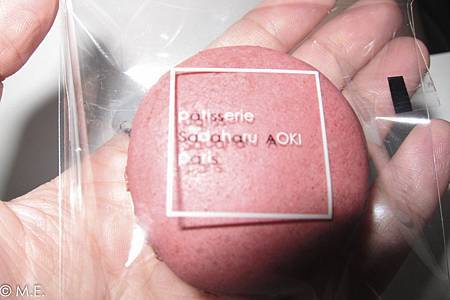 pâtisserie
Sadaharu AOKI
paris
© M.E.